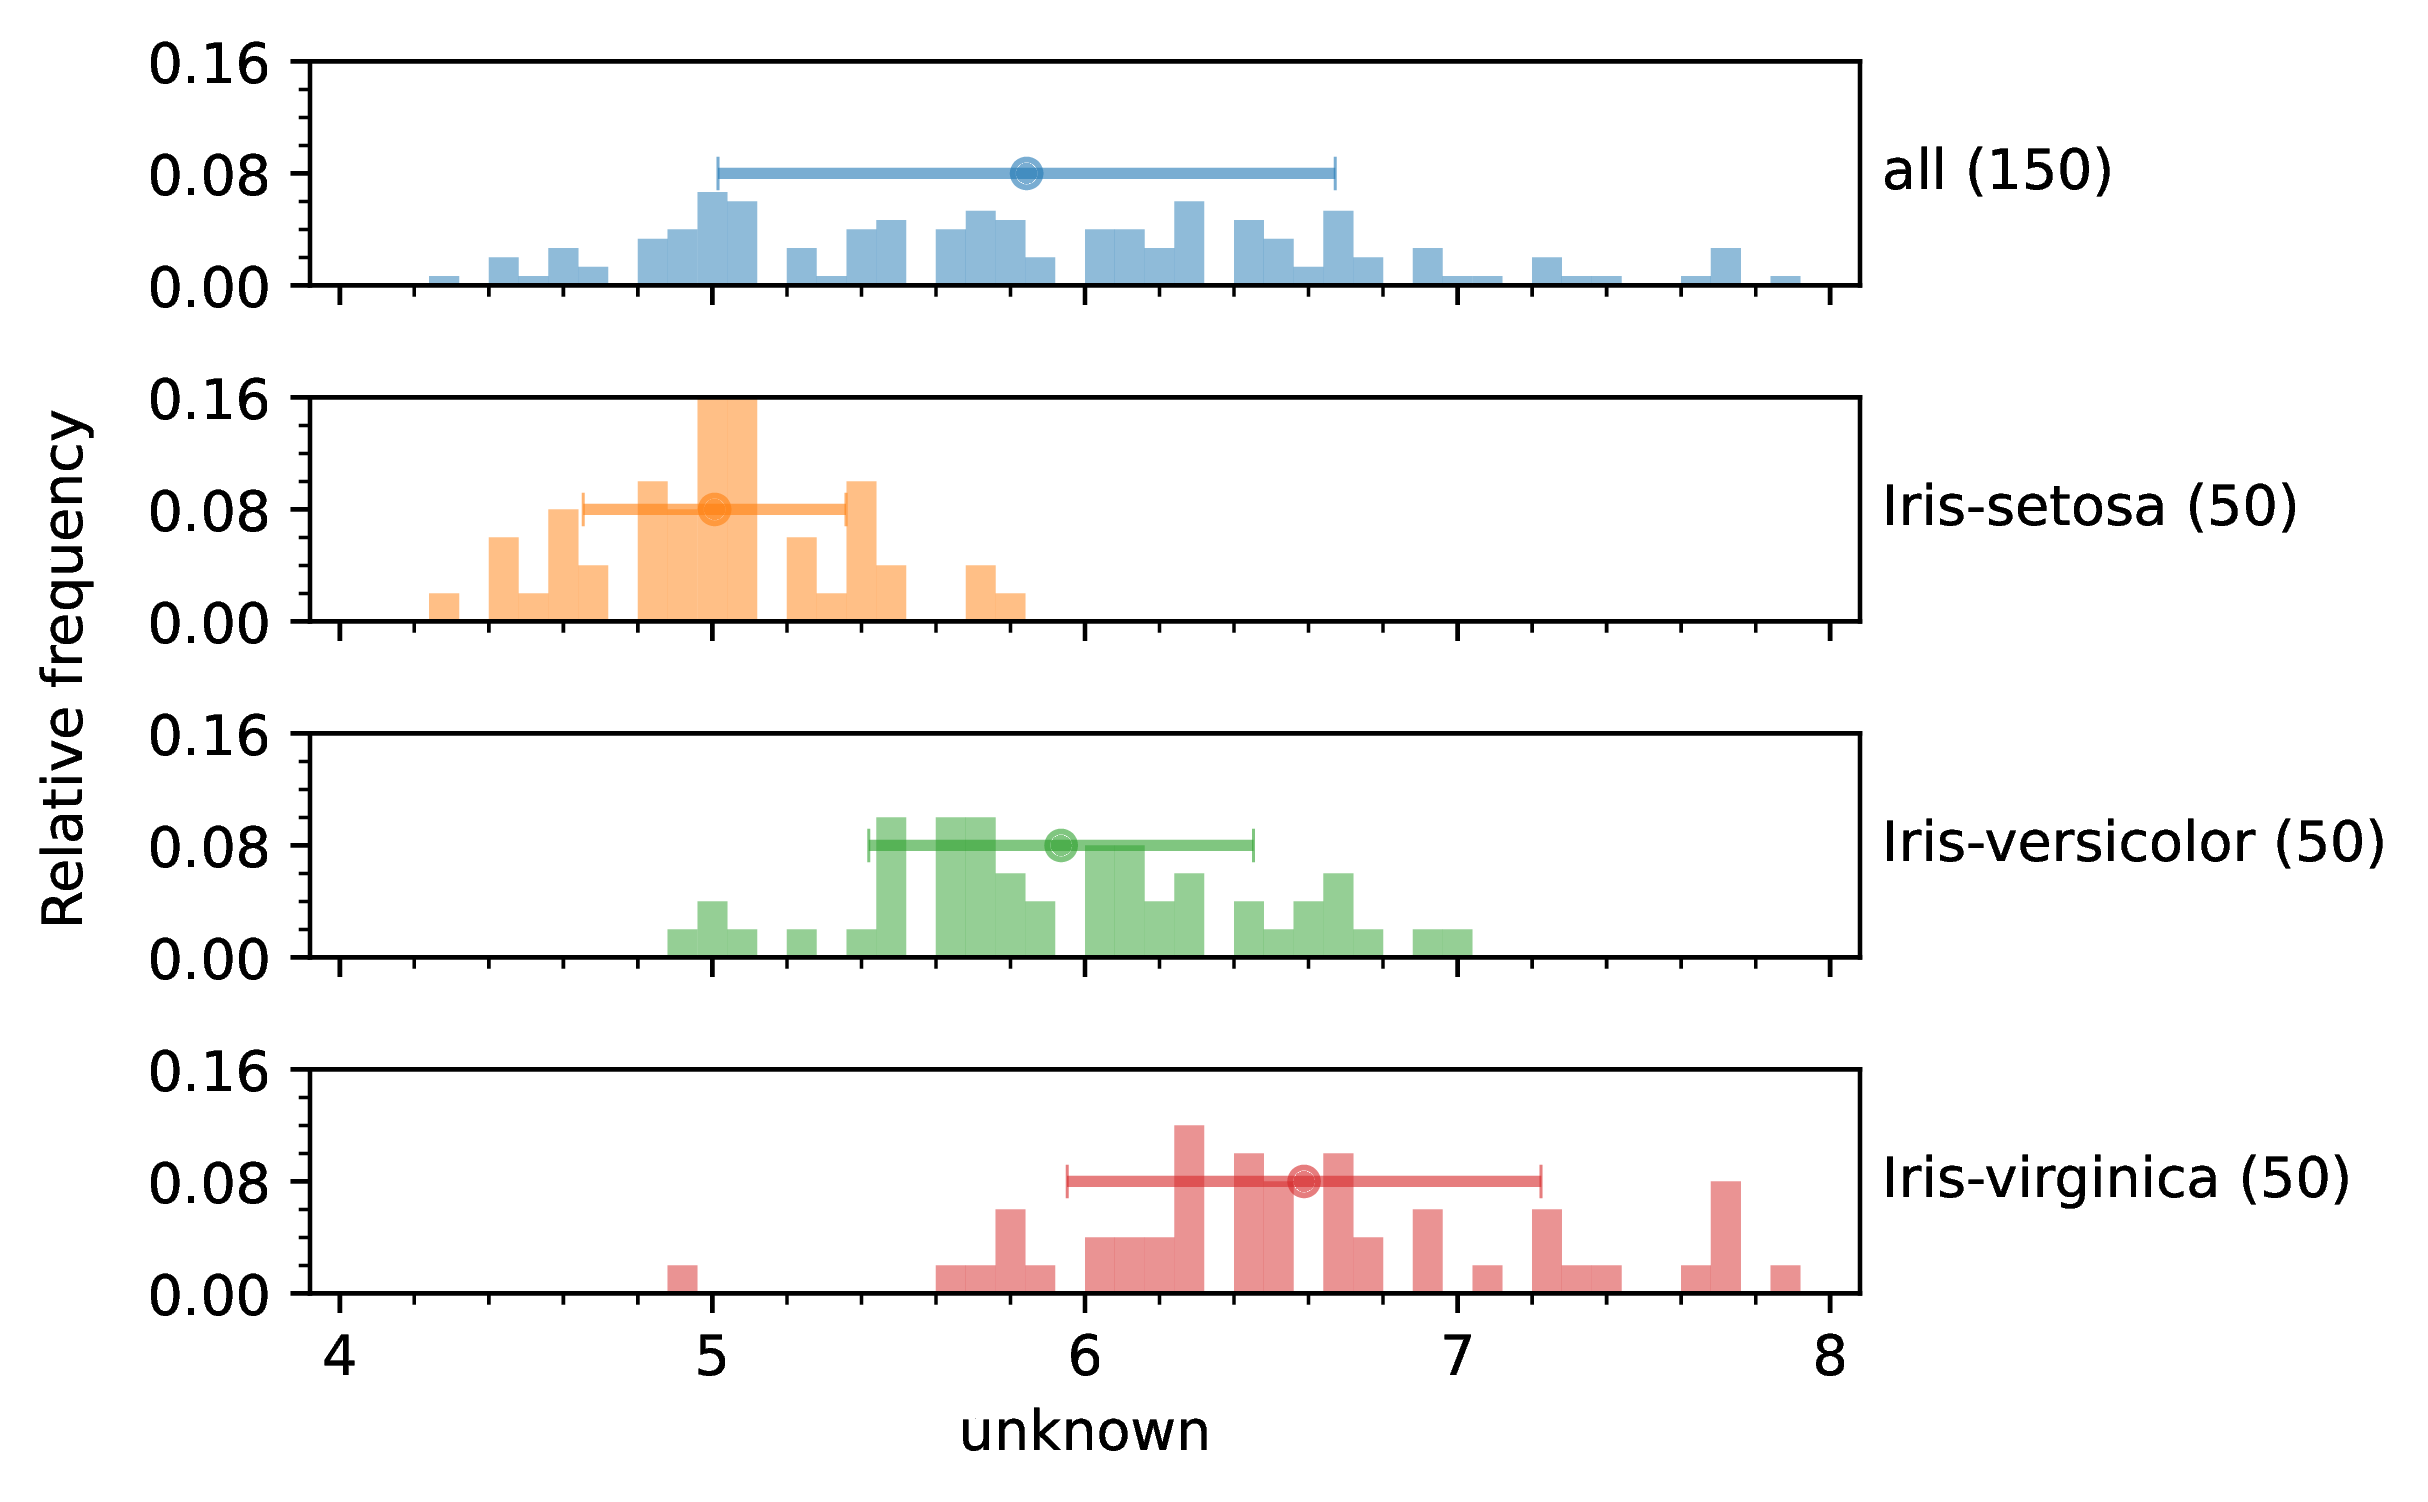 0.16
0.08
0.00
all (150)
0.16
0.08
0.00
Iris-setosa (50)
Relative frequency
0.16
0.08
0.00
Iris-versicolor (50)
0.16
0.08
0.00
Iris-virginica (50)
4 5 6 7 8
unknown